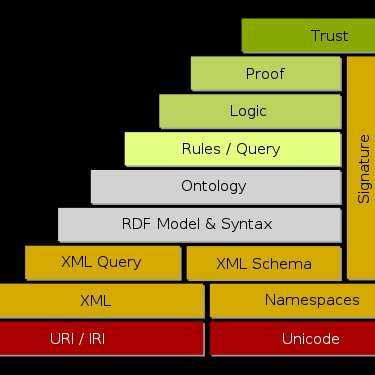 Trust
Proof
Logic
Rules / Query
Ontology
RDF Model & Syntax
XML Query
XML Schema
Signature
XML
Namespaces
URI / IRI
Unicode